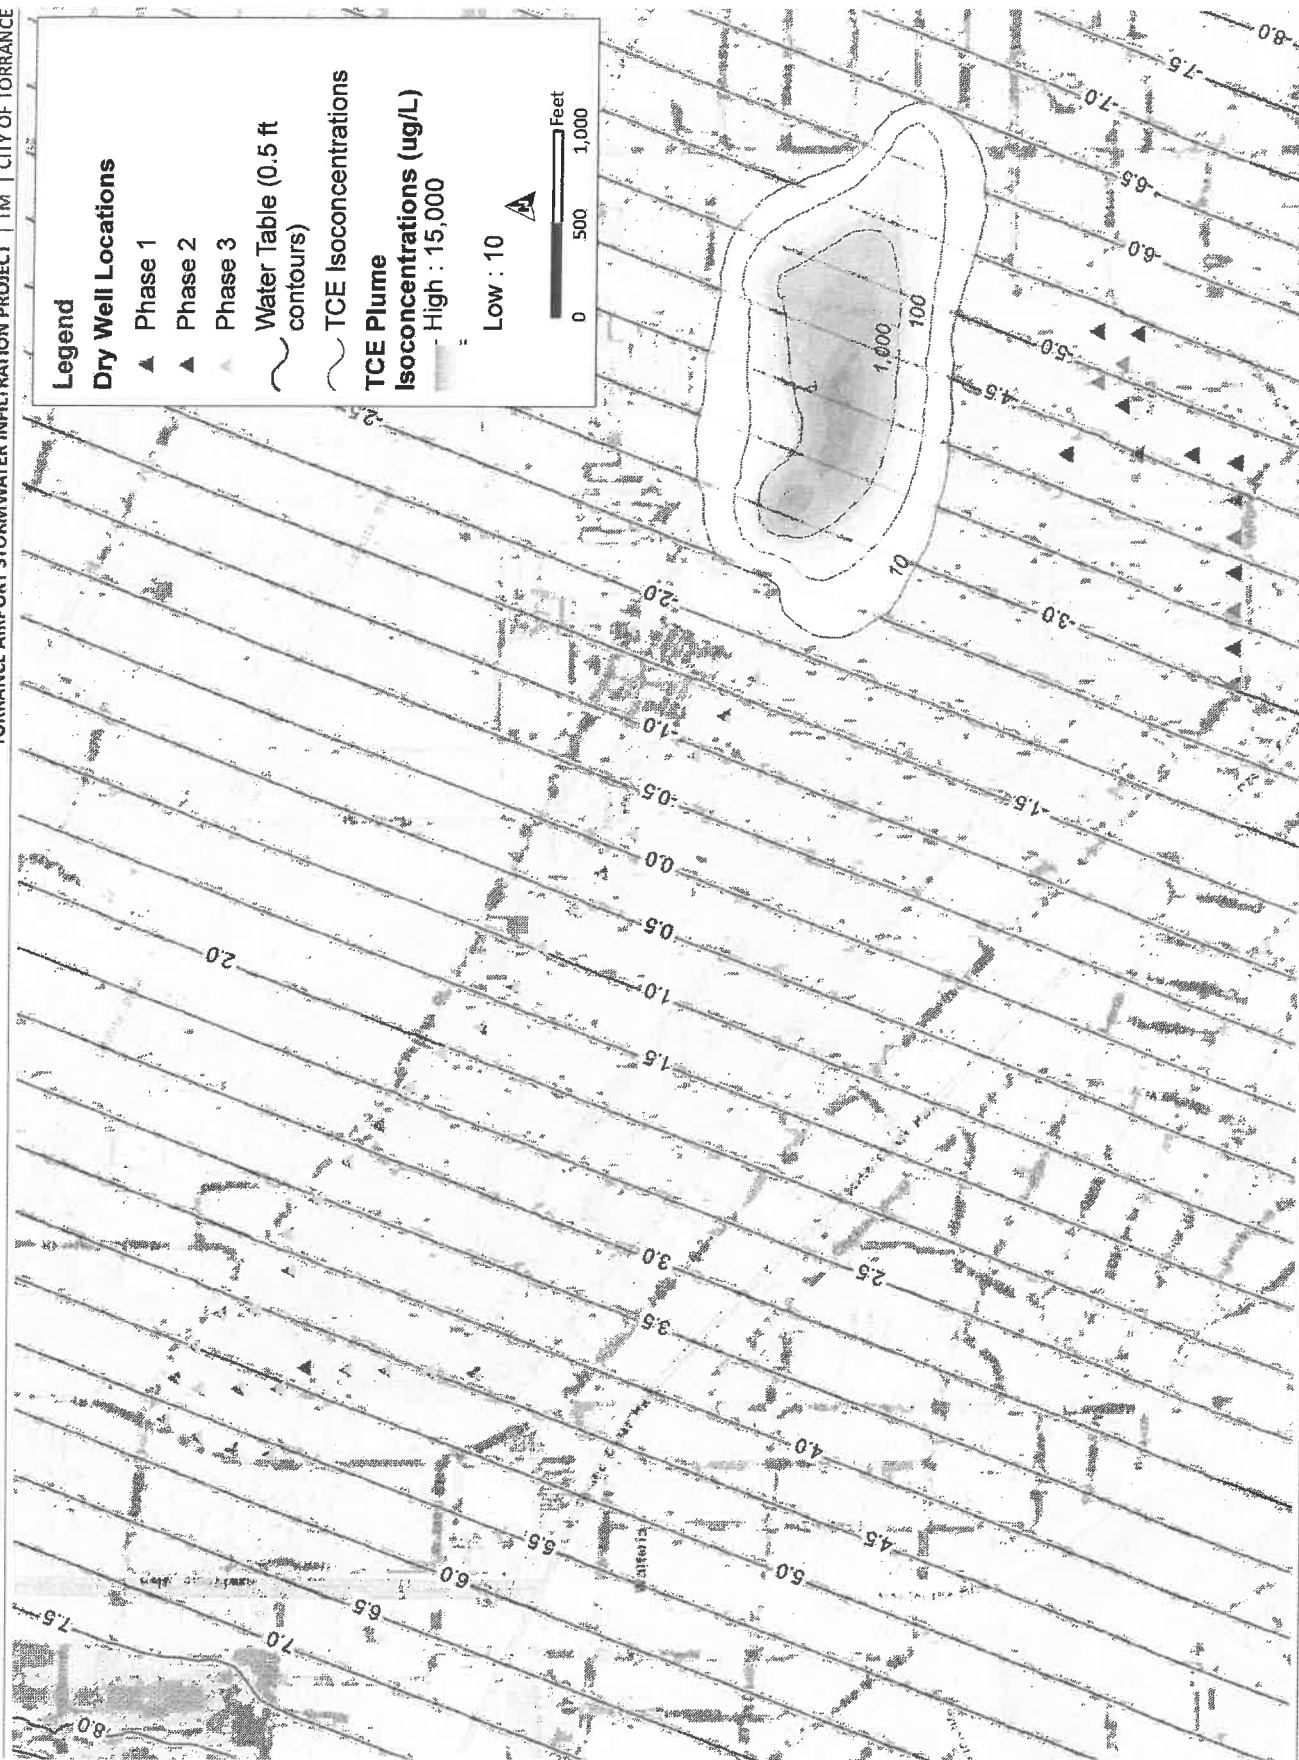 TORRANCE AIRPORT STORMWATER INFILTRATION PROJECT | TM | CITY OF TORRANCE
Legend
Dry Well Locations
Phase 1
Phase 2
Phase 3
Water Table (0.5 ft
contours)
TCE Isoconcentrations
TCE Plume
Isoconcentrations (ug/L)
High : 15,000
Low : 10
0 500 1,000
Feet
8.0
7.5
7.0
6.5
6.0
5.5
5.0
4.5
4.0
3.5
3.0
2.5
2.0
1.5
1.0
0.5
0.0
-0.5
-1.0
-1.5
-2.0
-2.5
-3.0
-4.5
-5.0
-6.0
-6.5
-7.0
-7.5
-8.0
10
100
1,000
Walteria